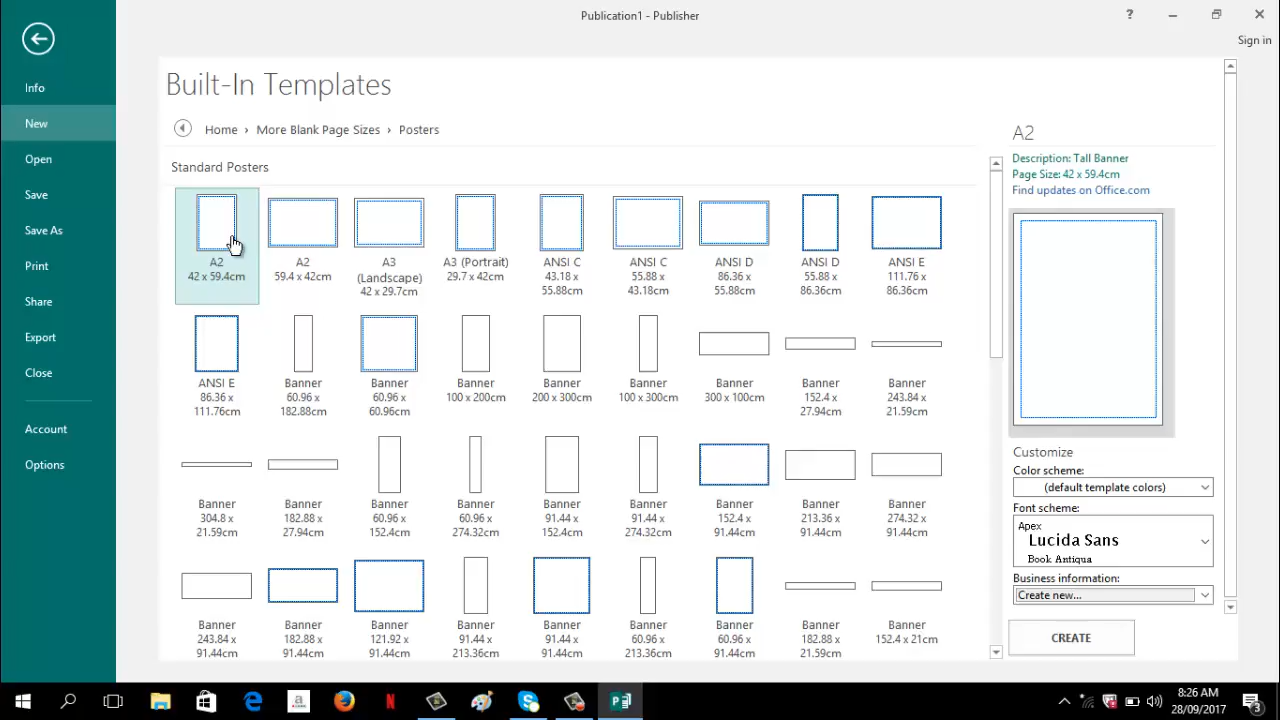 Publication1 - Publisher
?
Sign in
Info
New
Open
Save
Save As
Print
Share
Export
Close
Account
Options
Built-In Templates
Home › More Blank Page Sizes › Posters
Standard Posters
A2
42 x 59.4cm
A2
59.4 x 42cm
A3
(Landscape)
42 x 29.7cm
A3 (Portrait)
29.7 x 42cm
ANSI C
43.18 x
55.88cm
ANSI C
55.88 x
43.18cm
ANSI D
86.36 x
55.88cm
ANSI D
55.88 x
86.36cm
ANSI E
111.76 x
86.36cm
ANSI E
86.36 x
111.76cm
Banner
60.96 x
182.88cm
Banner
60.96 x
60.96cm
Banner
100 x 200cm
Banner
200 x 300cm
Banner
100 x 300cm
Banner
300 x 100cm
Banner
152.4 x
27.94cm
Banner
243.84 x
21.59cm
Banner
304.8 x
21.59cm
Banner
182.88 x
27.94cm
Banner
60.96 x
152.4cm
Banner
60.96 x
274.32cm
Banner
91.44 x
152.4cm
Banner
91.44 x
274.32cm
Banner
152.4 x
91.44cm
Banner
213.36 x
91.44cm
Banner
274.32 x
91.44cm
Banner
243.84 x
91.44cm
Banner
182.88 x
91.44cm
Banner
121.92 x
91.44cm
Banner
91.44 x
213.36cm
Banner
91.44 x
91.44cm
Banner
60.96 x
213.36cm
Banner
60.96 x
91.44cm
Banner
182.88 x
21.59cm
Banner
152.4 x 21cm
A2
Description: Tall Banner
Page Size: 42 x 59.4cm
Find updates on Office.com
Customize
Color scheme:
(default template colors)
Font scheme:
Apex
Lucida Sans
Book Antiqua
Business information:
Create new...
CREATE
8:26 AM
28/09/2017
3